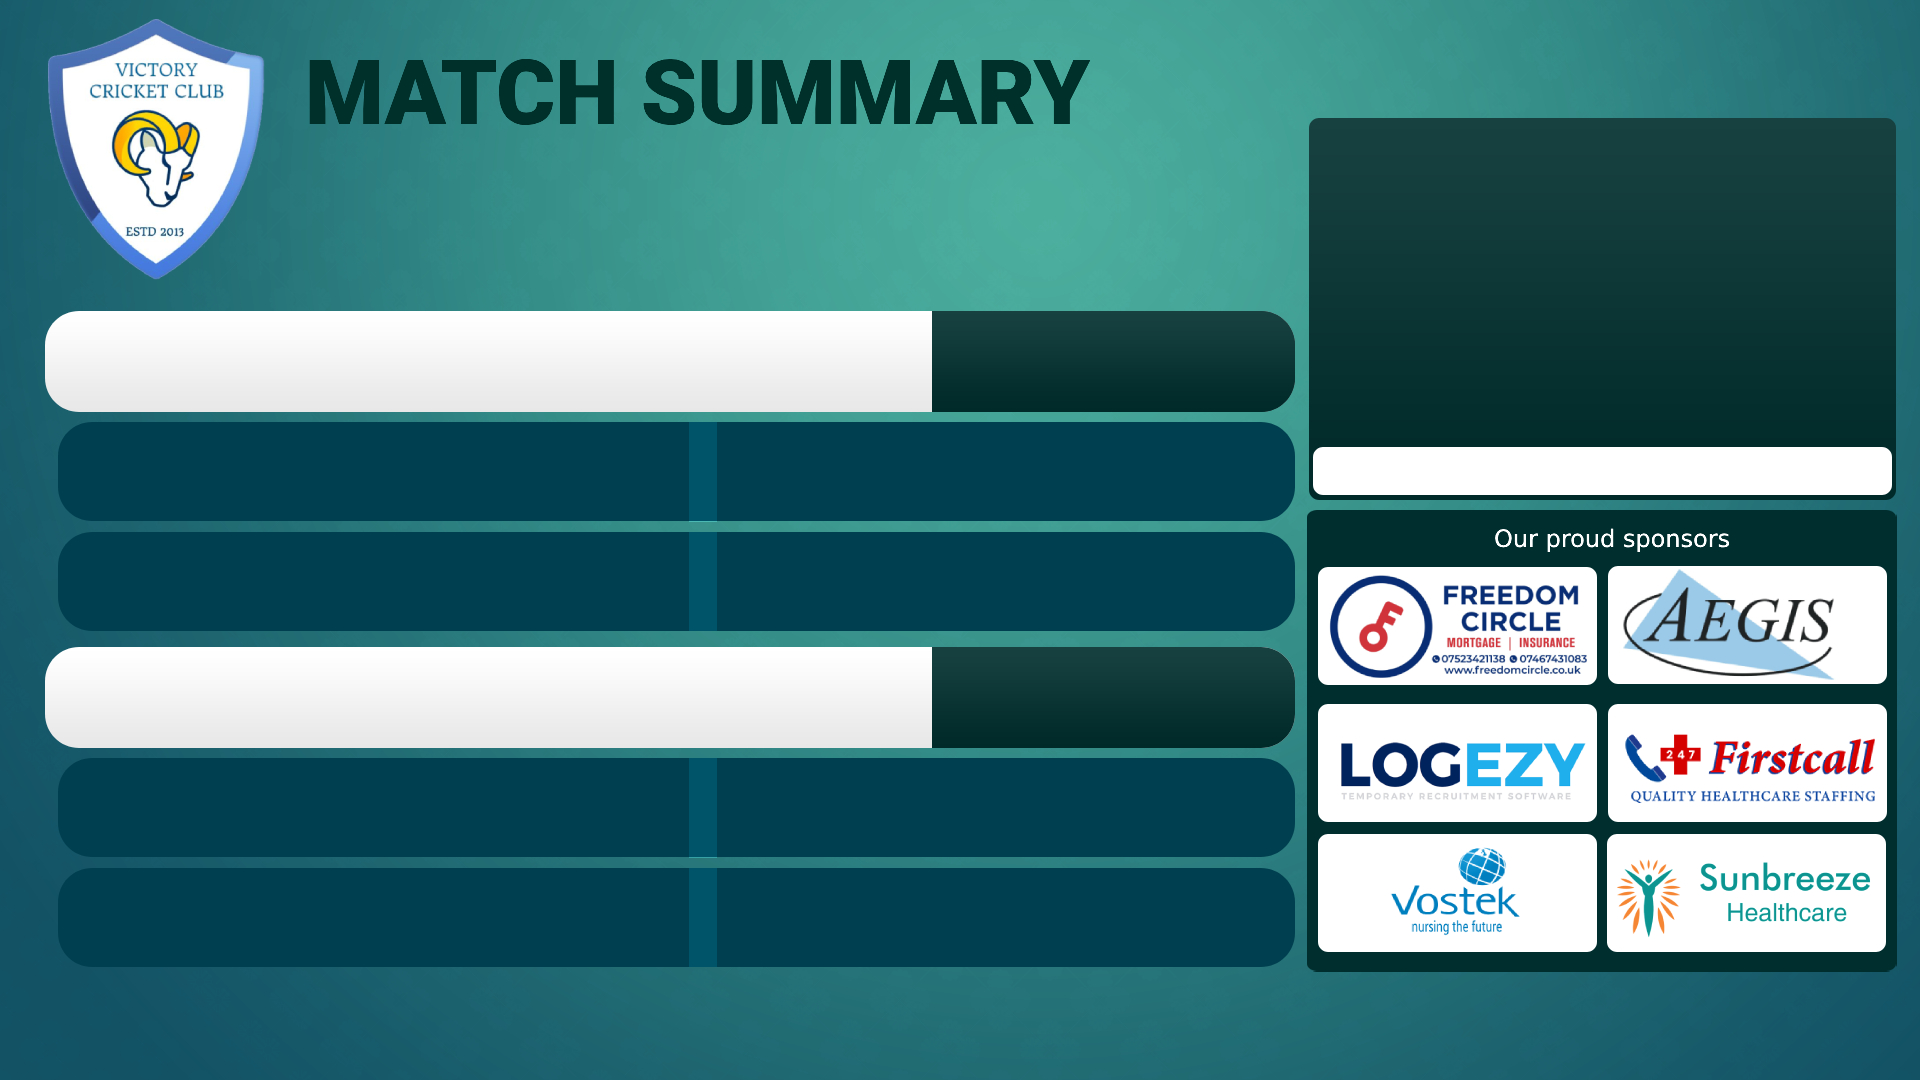 VICTORY
CRICKET CLUB
ESTD 2013
MATCH SUMMARY
Our proud sponsors
FREEDOM
CIRCLE
MORTGAGE | INSURANCE
07523421138 07467431083
www.freedomcircle.co.uk
AEGIS
LOGEZY
TEMPORARY RECRUITMENT SOFTWARE
247 Firstcall
QUALITY HEALTHCARE STAFFING
Vostek
nursing the future
Sunbreeze
Healthcare